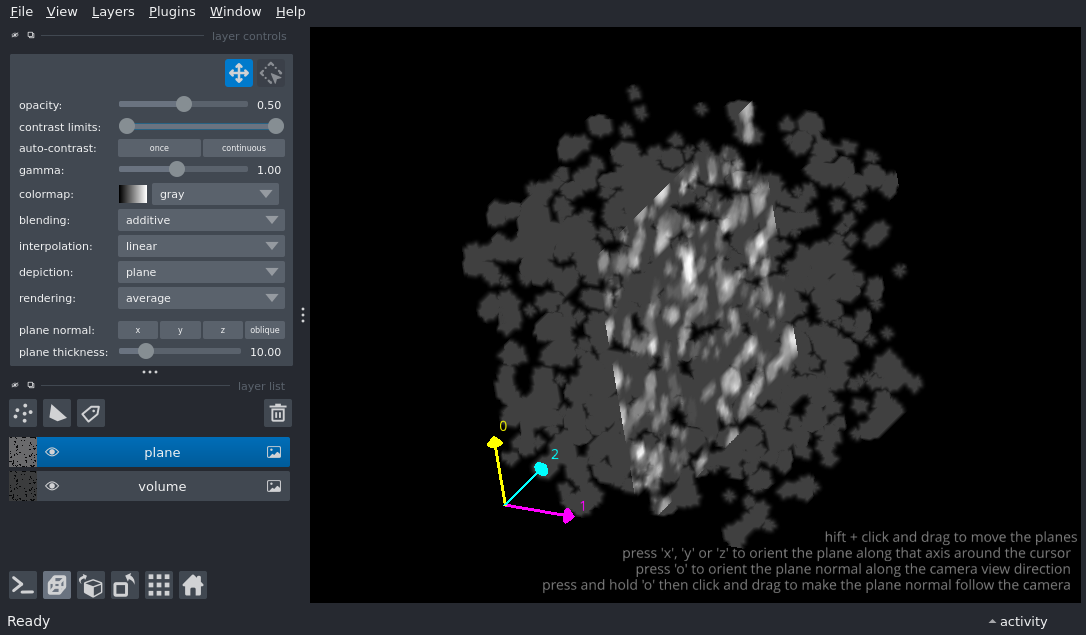 File View Layers Plugins Window Help
layer controls
opacity: 0.50
contrast limits:
auto-contrast: once continuous
gamma: 1.00
colormap: gray
blending: additive
interpolation: linear
depiction: plane
rendering: average
plane normal: x y z oblique
plane thickness: 10.00
layer list
plane
volume
0
2
1
hift + click and drag to move the planes
press 'x', 'y' or 'z' to orient the plane along that axis around the cursor
press 'o' to orient the plane normal along the camera view direction
press and hold 'o' then click and drag to make the plane normal follow the camera
Ready activity